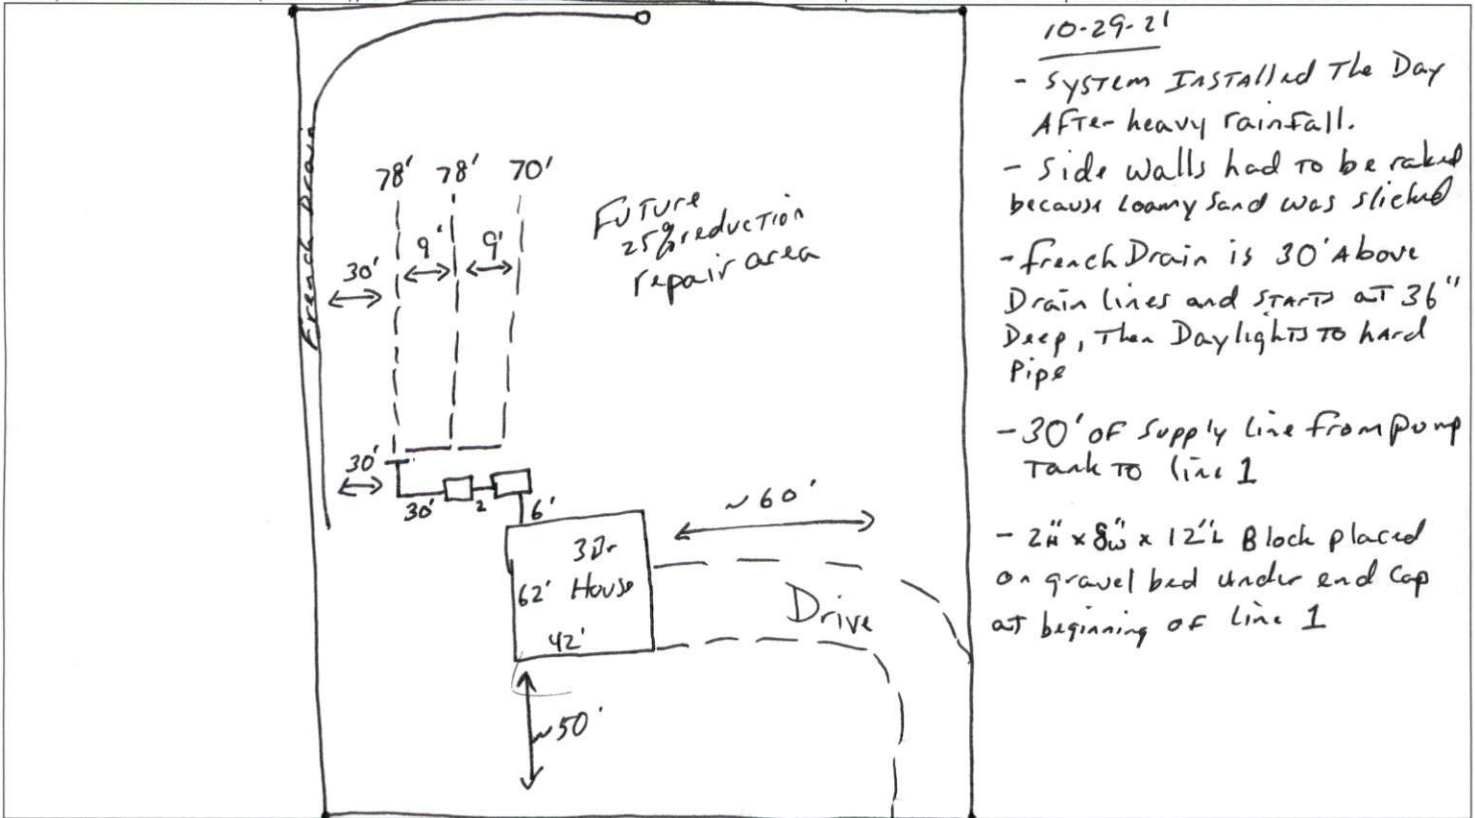 10-29-21
- System Installed The Day
After heavy rainfall.
- Side walls had to be raked
because Loamy Sand was slicked
- french Drain is 30' Above
Drain lines and starts at 36"
Deep, Then Daylights to hard
Pipe
- 30' of Supply line from pump
Tank to line 1
- 2"H x 8"W x 12"L Block placed
on gravel bed under end cap
at beginning of line 1
French Drain
78' 78' 70'
9' 9'
30'
Future
25% reduction
repair area
30'
30' 2 6'
~60'
3Br
62' House
42'
Drive
~50'